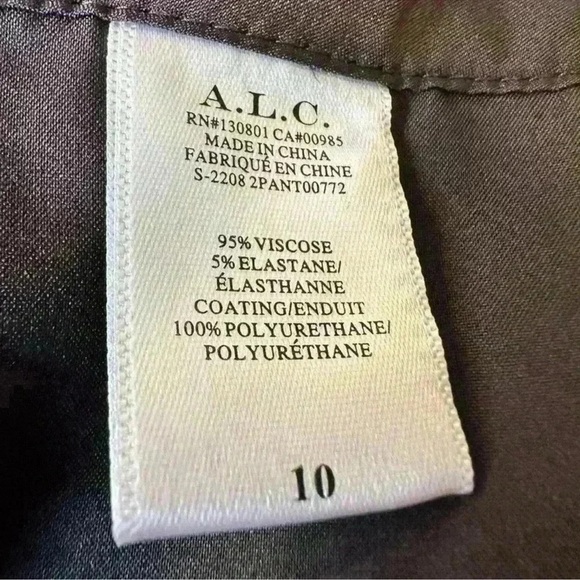 A.L.C.
RN#130801 CA#00985
MADE IN CHINA
FABRIQUÉ EN CHINE
S-2208 2PANT00772
95% VISCOSE
5% ELASTANE/
ÉLASTHANNE
COATING/ENDUIT
100% POLYURETHANE/
POLYURÉTHANE
10